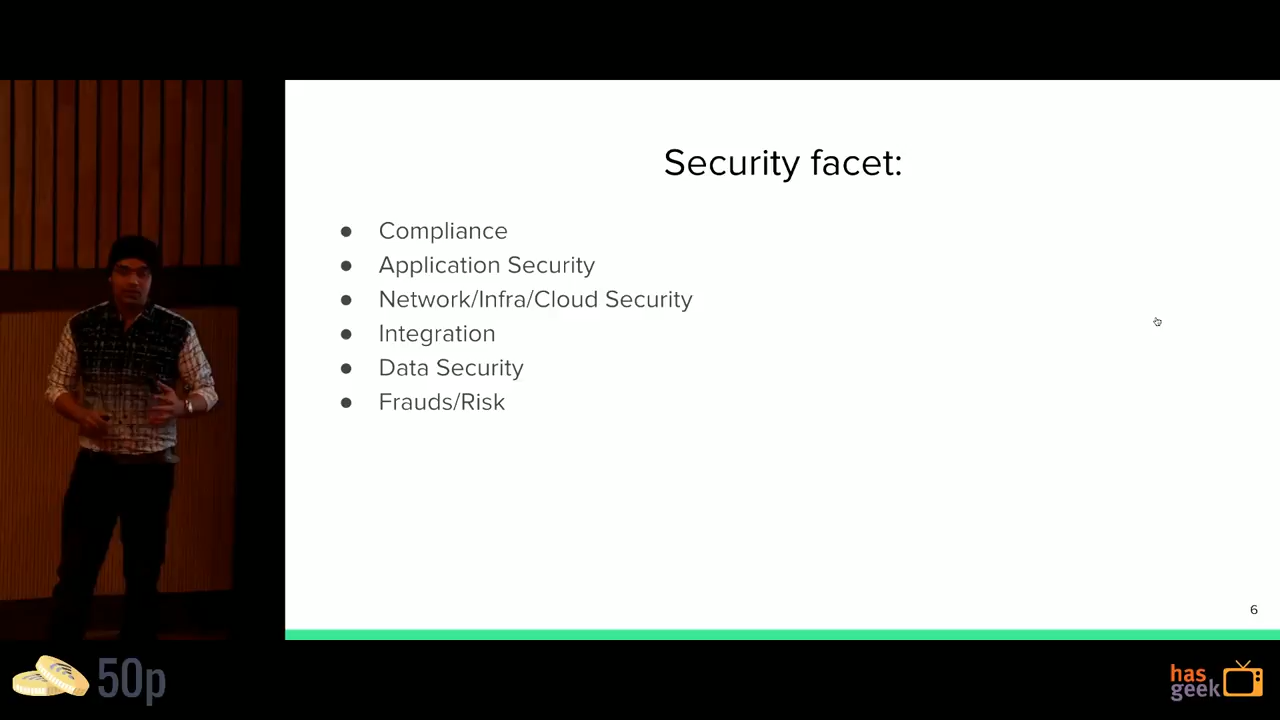 Security facet:
● Compliance
● Application Security
● Network/Infra/Cloud Security
● Integration
● Data Security
● Frauds/Risk
6
50p
has
geek